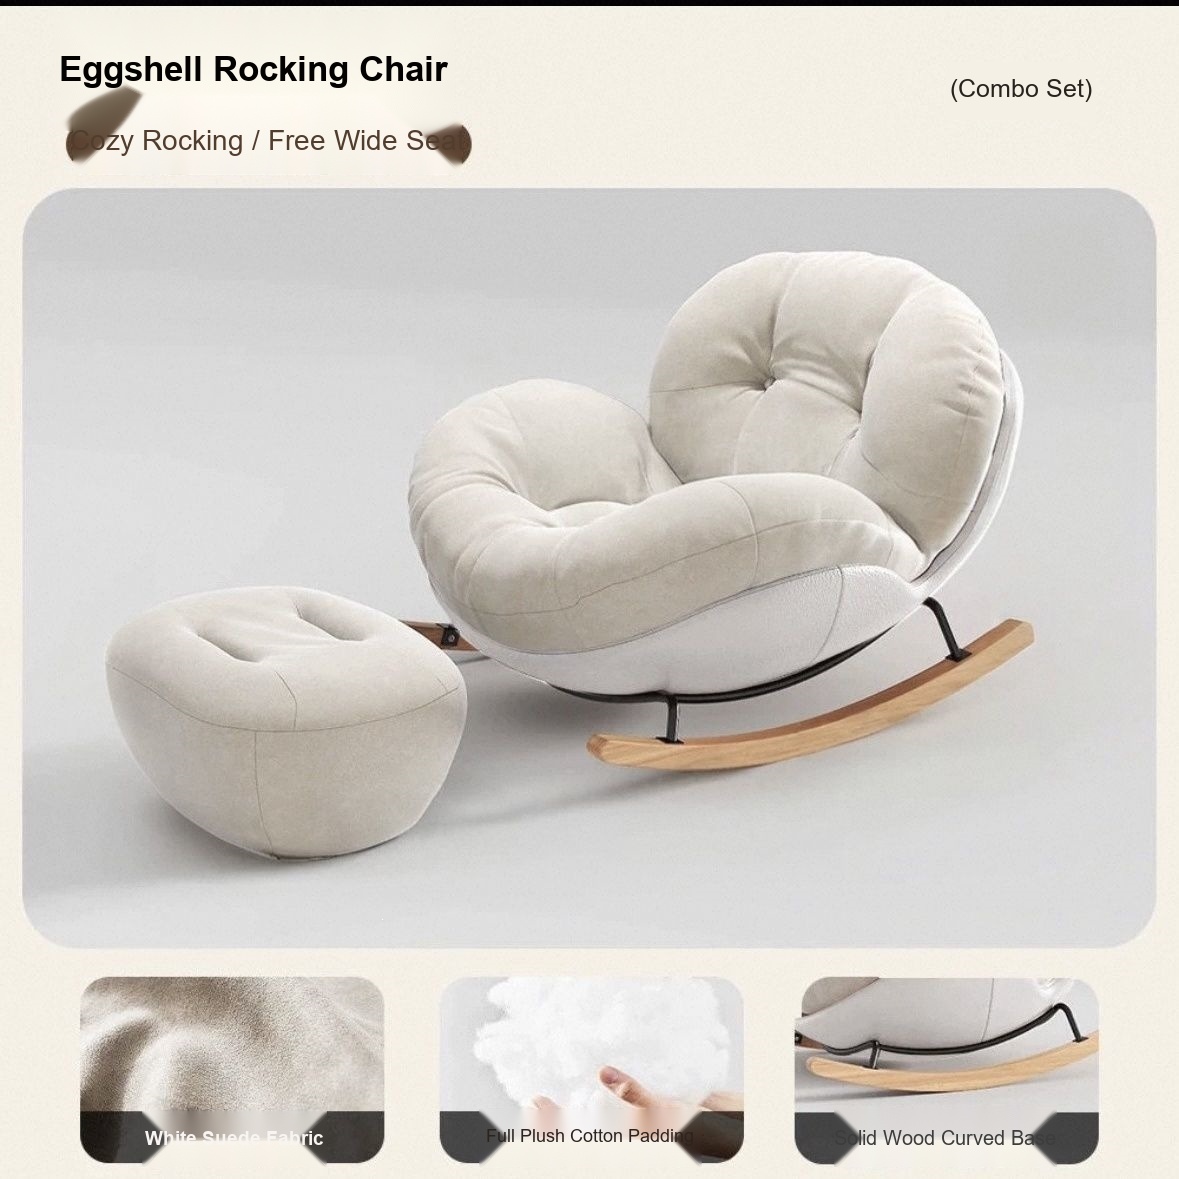 Eggshell Rocking Chair
(Combo Set)
Cozy Rocking / Free Wide Seat
White Suede Fabric
Full Plush Cotton Padding
Solid Wood Curved Base